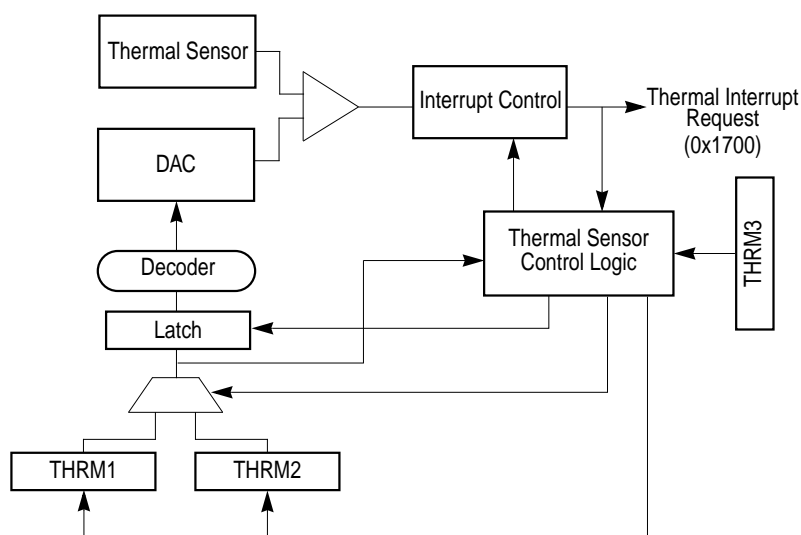 Thermal Sensor
Interrupt Control
Thermal Interrupt
Request
(0x1700)
DAC
Thermal Sensor
Control Logic
THRM3
Decoder
Latch
THRM1
THRM2